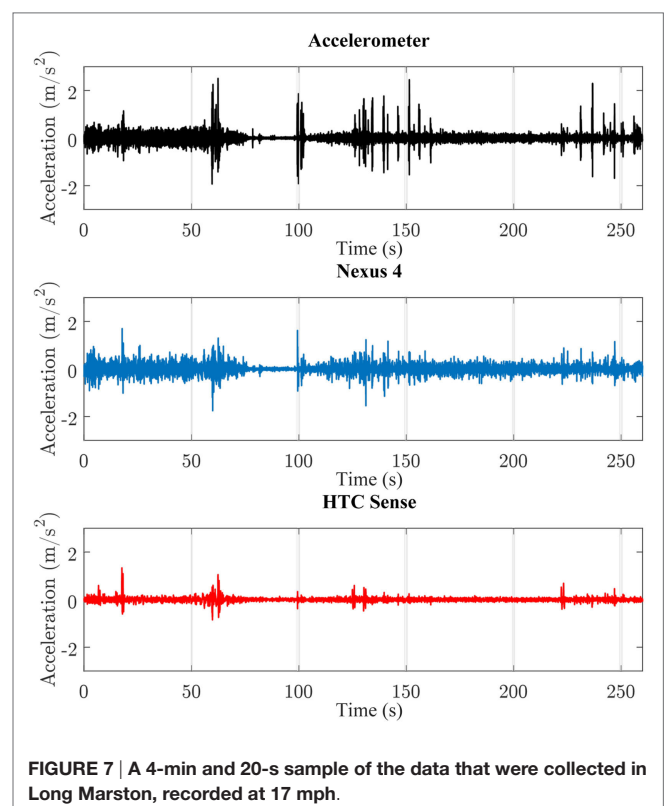 Accelerometer
Acceleration (m/s²)
2
0
-2
0 50 100 150 200 250
Time (s)
Nexus 4
Acceleration (m/s²)
2
0
-2
0 50 100 150 200 250
Time (s)
HTC Sense
Acceleration (m/s²)
2
0
-2
0 50 100 150 200 250
Time (s)
FIGURE 7 | A 4-min and 20-s sample of the data that were collected in
Long Marston, recorded at 17 mph.